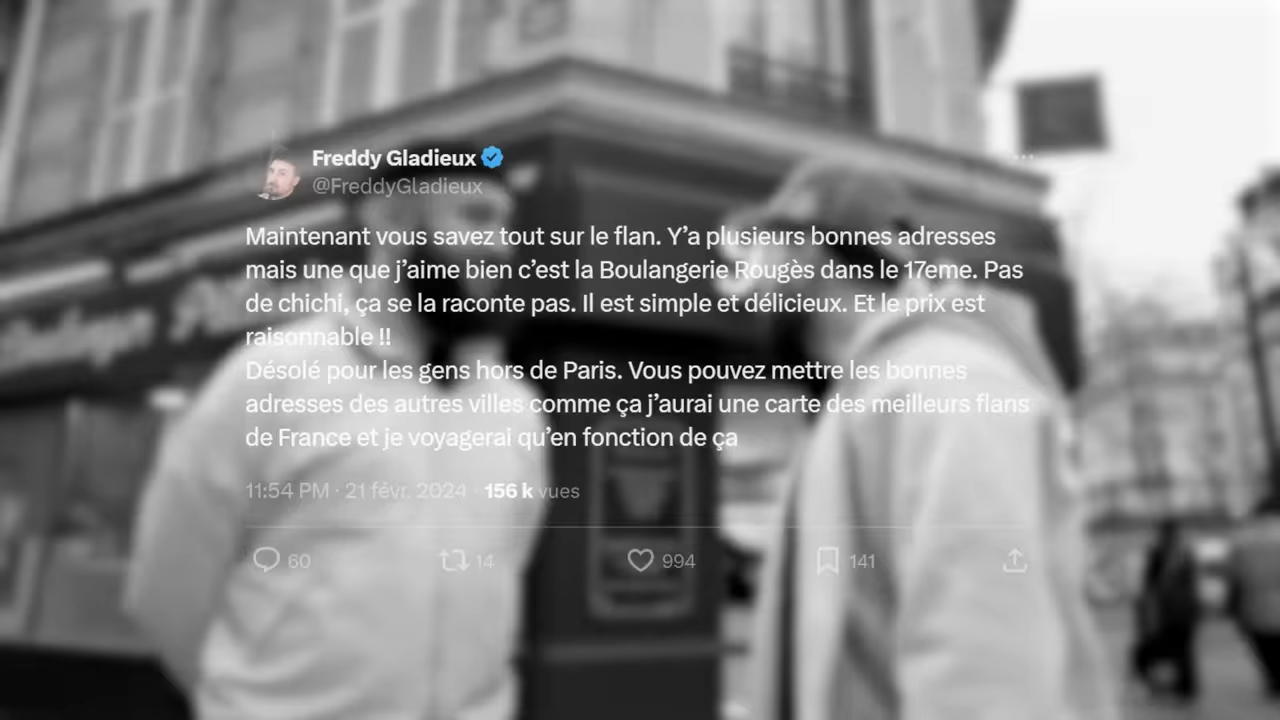 Freddy Gladieux
@FreddyGladieux
Maintenant vous savez tout sur le flan. Y’a plusieurs bonnes adresses
mais une que j’aime bien c’est la Boulangerie Rougès dans le 17eme. Pas
de chichi, ça se la raconte pas. Il est simple et délicieux. Et le prix est
raisonnable !!
Désolé pour les gens hors de Paris. Vous pouvez mettre les bonnes
adresses des autres villes comme ça j’aurai une carte des meilleurs flans
de France et je voyagerai qu’en fonction de ça
11:54 PM · 21 févr. 2024 · 156 k vues
60 14 994 141